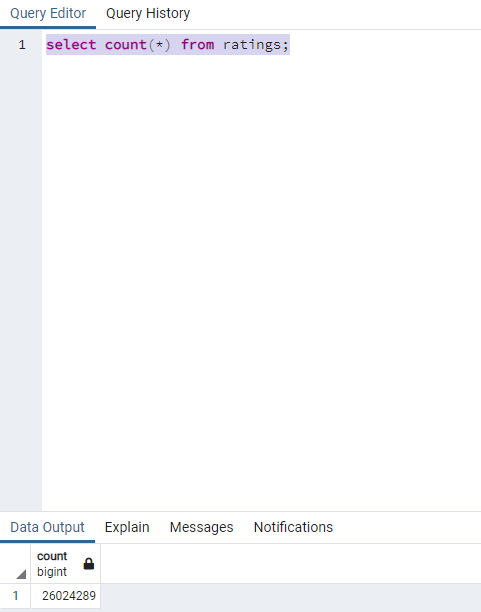 Query Editor Query History
1 select count(*) from ratings;
Data Output Explain Messages Notifications
count
bigint
1 26024289